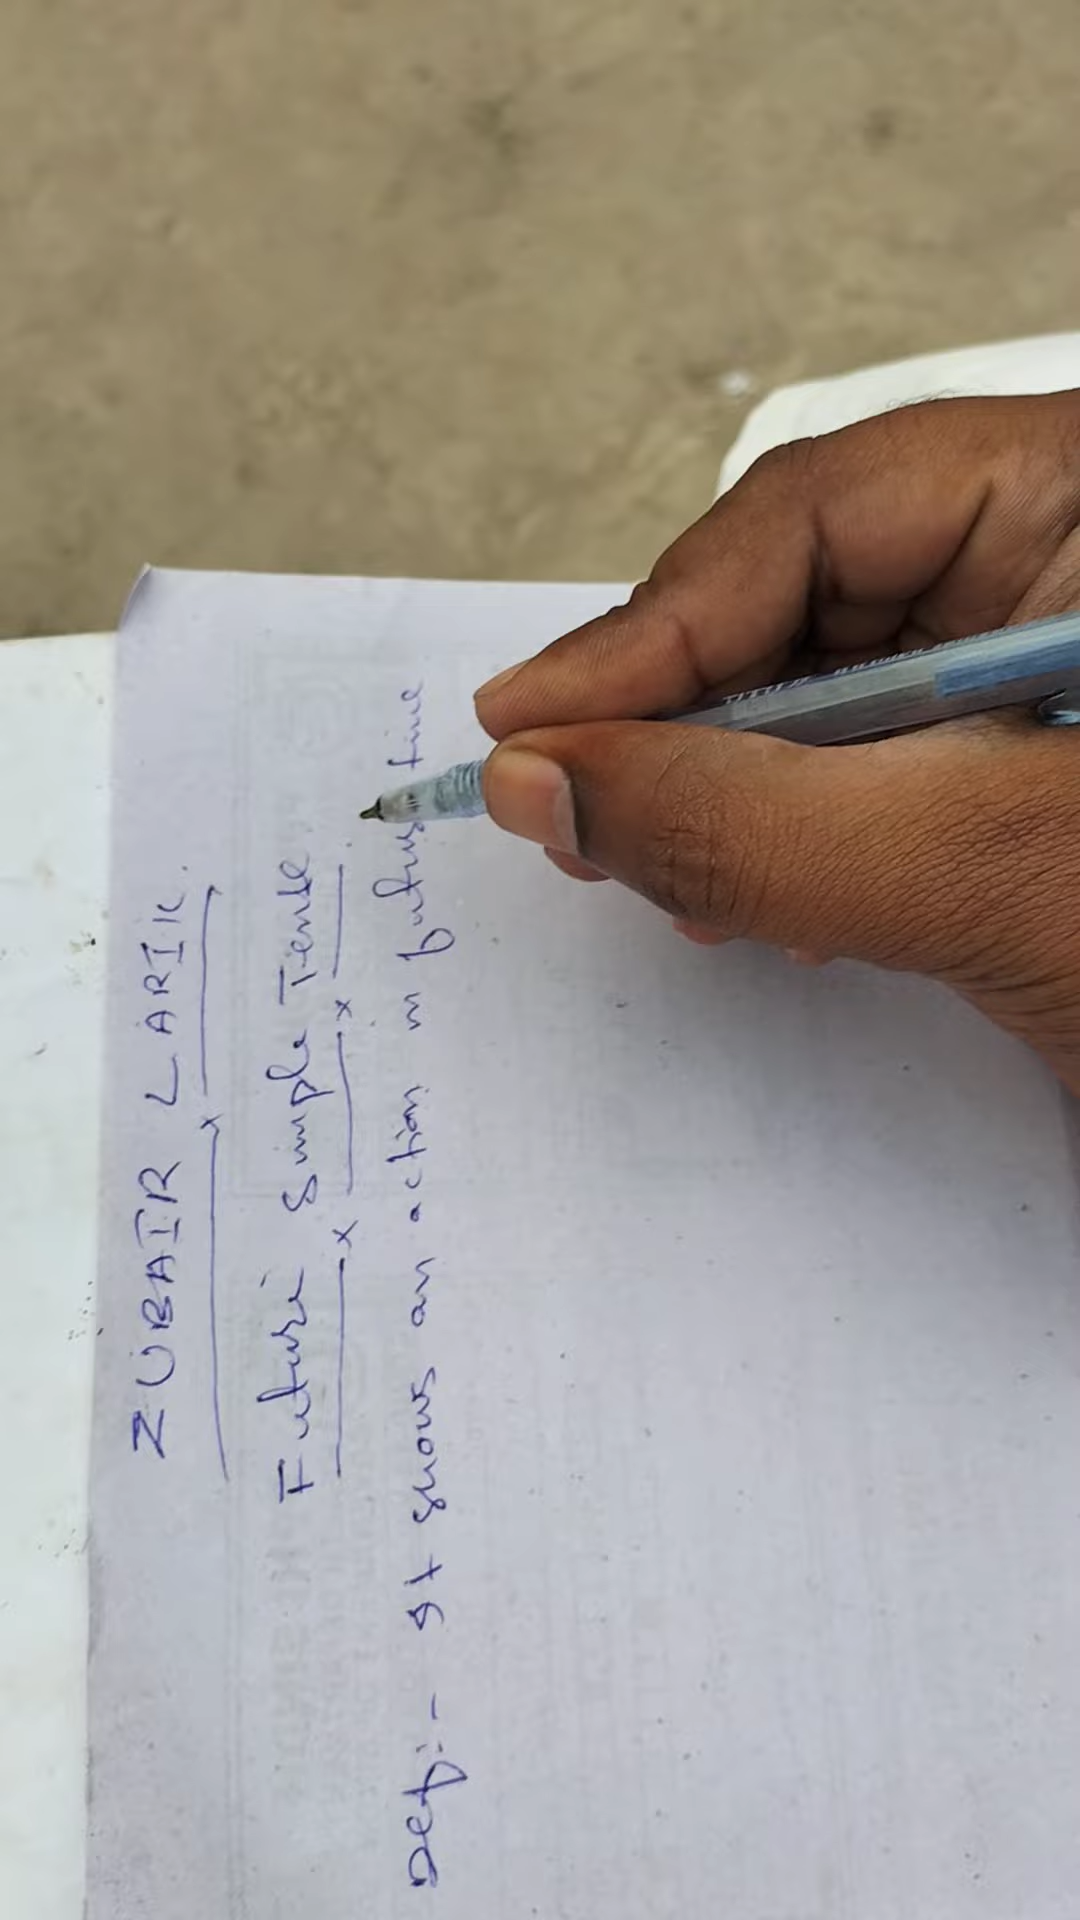 ZUBAIR LARIK.
Future Simple Tense.
Def:- It shows an action in future time